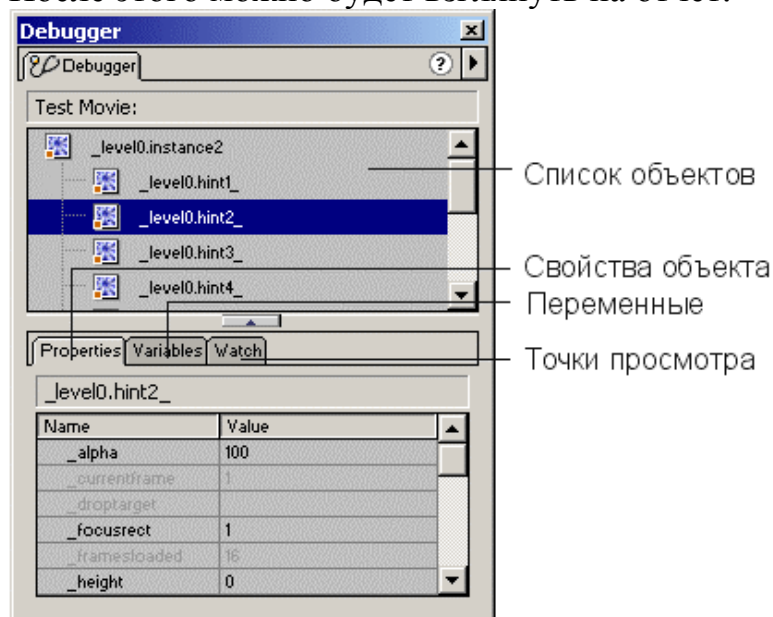 После этого можно будет взглянуть на отчет.
Debugger
Debugger
Test Movie:
_level0.instance2
_level0.hint1_
_level0.hint2_
_level0.hint3_
_level0.hint4_
Список объектов
Свойства объекта
Переменные
Точки просмотра
Properties Variables Watch
_level0.hint2_
Name Value
_alpha 100
_currentframe 1
_droptarget
_focusrect 1
_framesloaded 16
_height 0